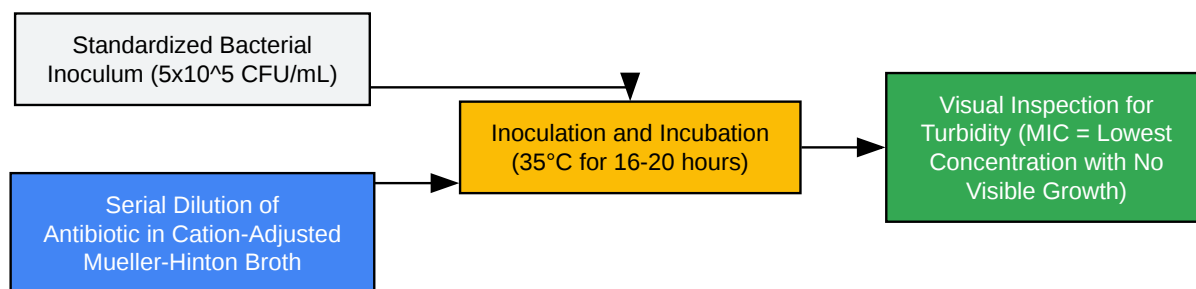 Standardized Bacterial
Inoculum (5x10^5 CFU/mL)
Serial Dilution of
Antibiotic in Cation-Adjusted
Mueller-Hinton Broth
Inoculation and Incubation
(35°C for 16-20 hours)
Visual Inspection for
Turbidity (MIC = Lowest
Concentration with No
Visible Growth)